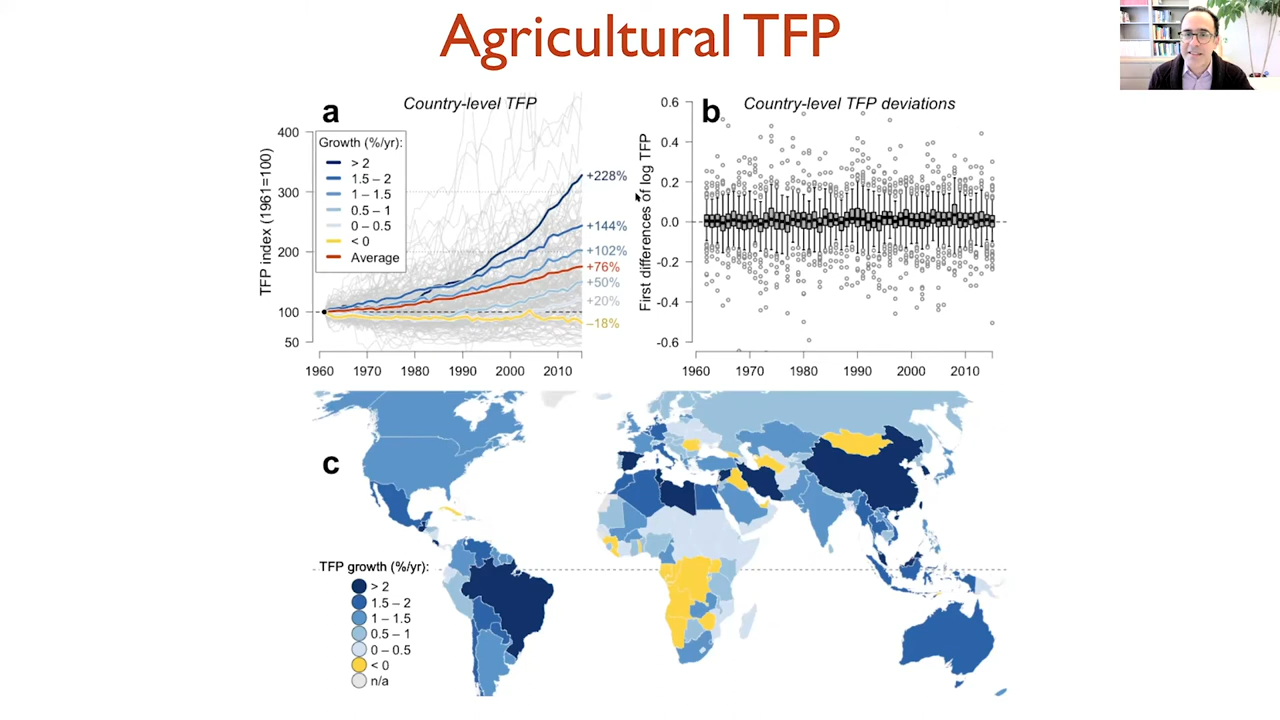 Agricultural TFP
a
Country-level TFP
TFP index (1961=100)
400
300
200
100
50
Growth (%/yr):
> 2
1.5 – 2
1 – 1.5
0.5 – 1
0 – 0.5
< 0
Average
+228%
+144%
+102%
+76%
+50%
+20%
–18%
1960 1970 1980 1990 2000 2010
b
Country-level TFP deviations
First differences of log TFP
0.6
0.4
0.2
0.0
-0.2
-0.4
-0.6
1960 1970 1980 1990 2000 2010
c
TFP growth (%/yr):
> 2
1.5 – 2
1 – 1.5
0.5 – 1
0 – 0.5
< 0
n/a